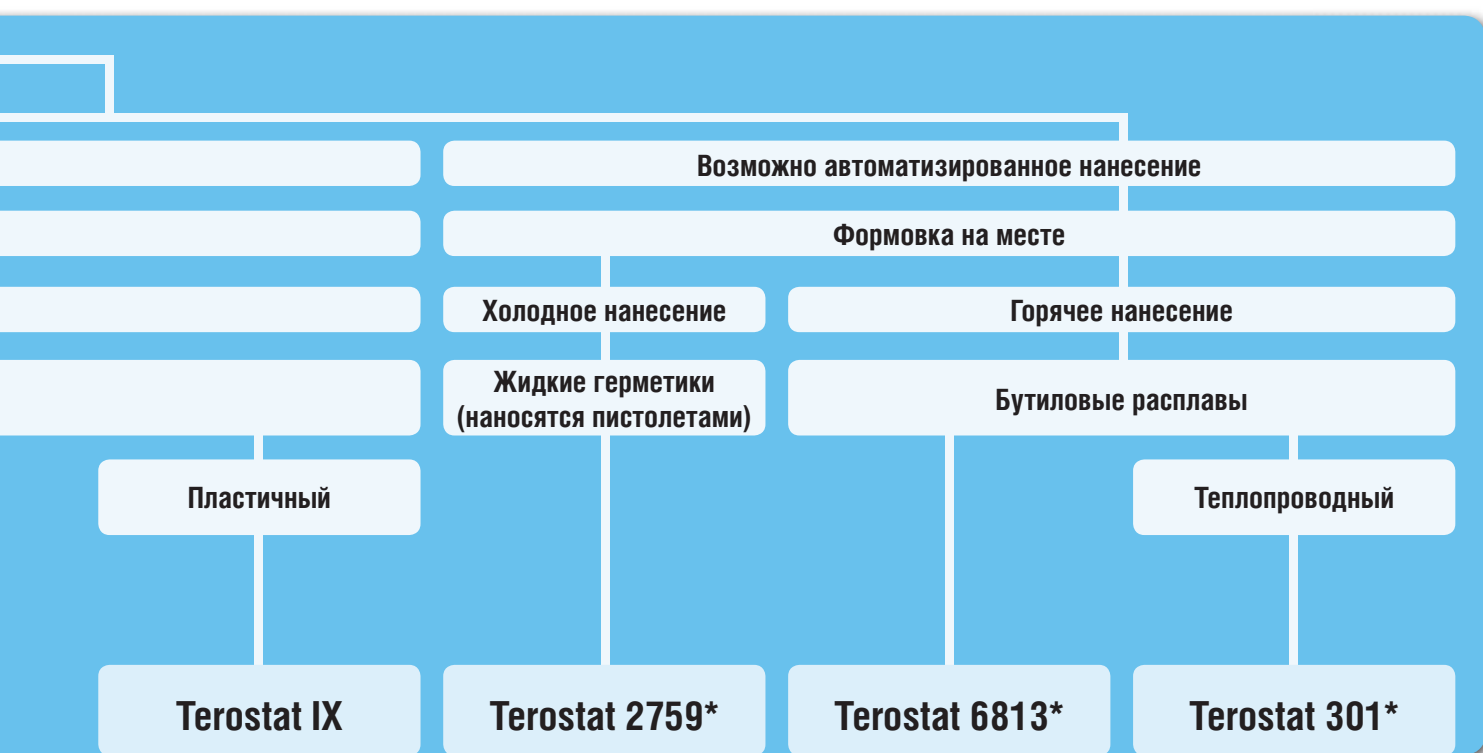 Возможно автоматизированное нанесение
Формовка на месте
Холодное нанесение
Горячее нанесение
Жидкие герметики
(наносятся пистолетами)
Бутиловые расплавы
Пластичный
Теплопроводный
Terostat IX
Terostat 2759*
Terostat 6813*
Terostat 301*